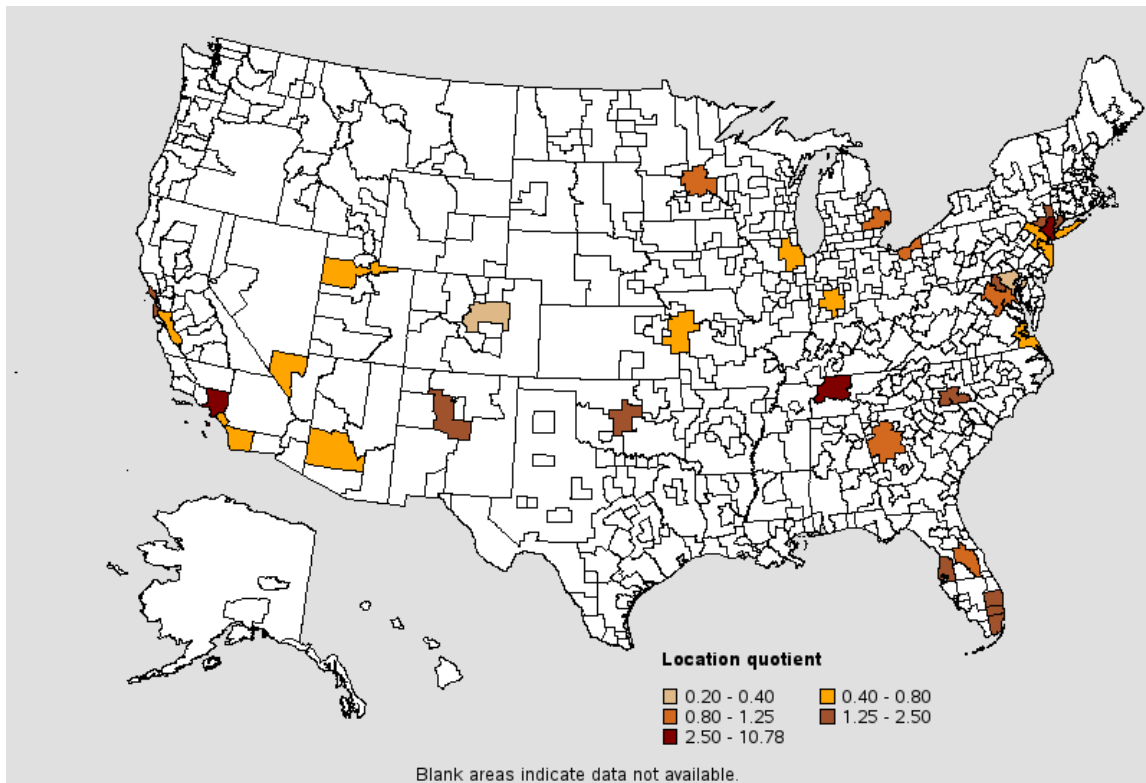 Location quotient
0.20 - 0.40 0.40 - 0.80
0.80 - 1.25 1.25 - 2.50
2.50 - 10.78
Blank areas indicate data not available.